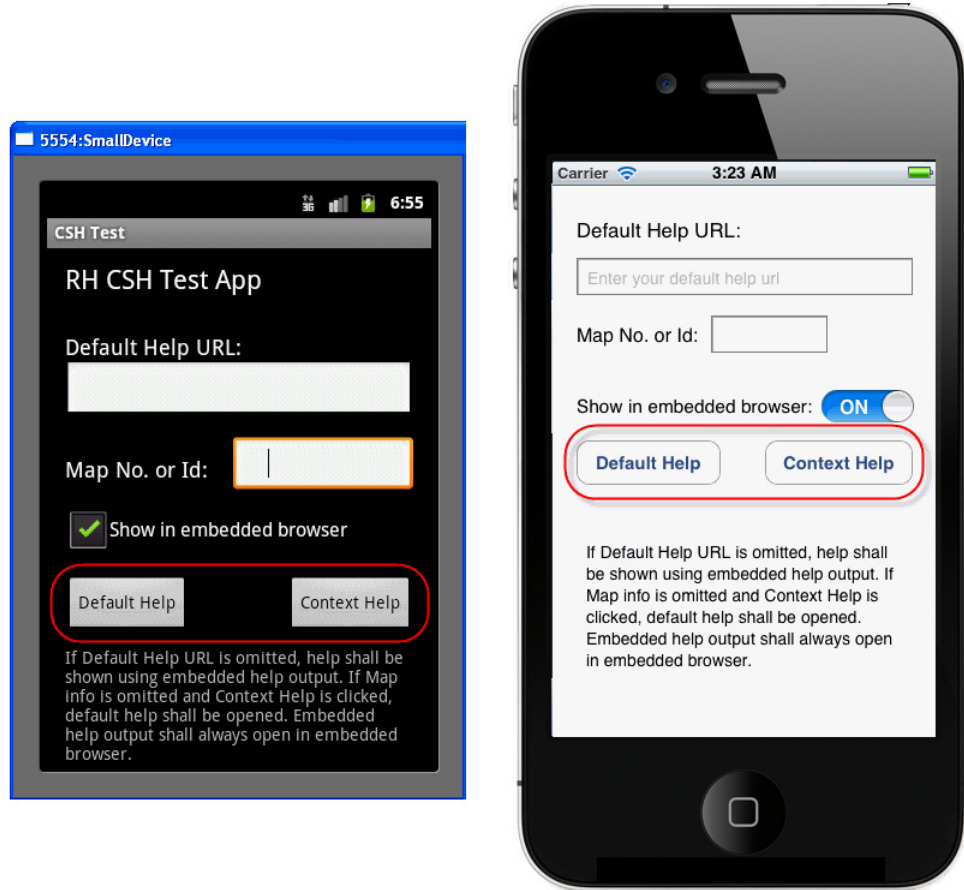 5554:SmallDevice
3G 6:55
CSH Test
RH CSH Test App
Default Help URL:
Map No. or Id:
Show in embedded browser
Default Help Context Help
If Default Help URL is omitted, help shall be
shown using embedded help output. If Map
info is omitted and Context Help is clicked,
default help shall be opened. Embedded
help output shall always open in embedded
browser.
Carrier 3:23 AM
Default Help URL:
Enter your default help url
Map No. or Id:
Show in embedded browser: ON
Default Help Context Help
If Default Help URL is omitted, help shall
be shown using embedded help output. If
Map info is omitted and Context Help is
clicked, default help shall be opened.
Embedded help output shall always open
in embedded browser.